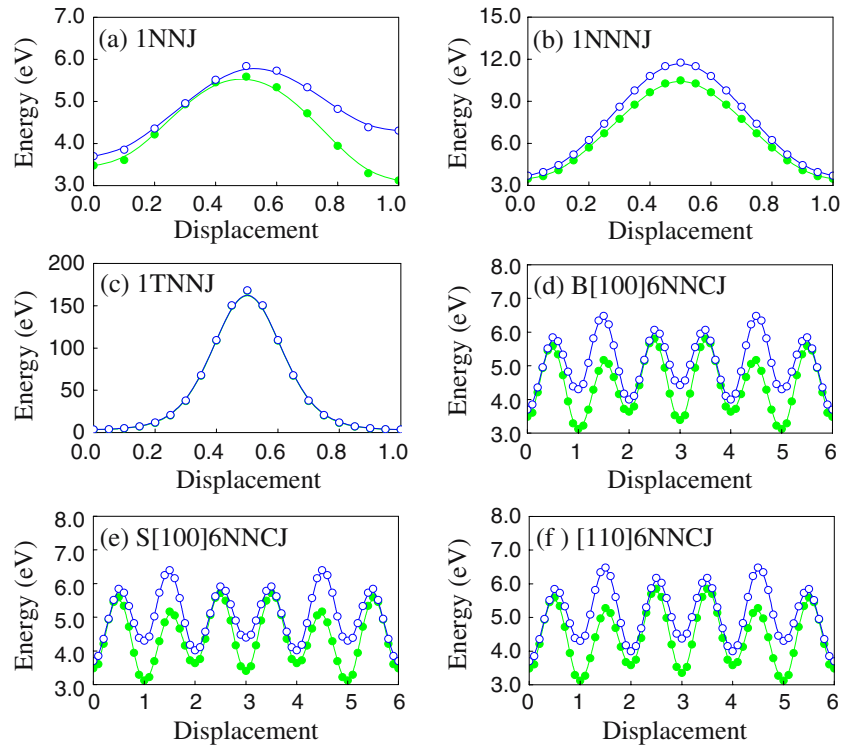 (a) 1NNJ
Energy (eV)
7.0
6.0
5.0
4.0
3.0
0.0 0.2 0.4 0.6 0.8 1.0
Displacement
(b) 1NNNJ
Energy (eV)
15.0
12.0
9.0
6.0
3.0
0.0 0.2 0.4 0.6 0.8 1.0
Displacement
(c) 1TNNJ
Energy (eV)
200
150
100
50
0
0.0 0.2 0.4 0.6 0.8 1.0
Displacement
(d) B[100]6NNCJ
Energy (eV)
8.0
7.0
6.0
5.0
4.0
3.0
0 1 2 3 4 5 6
Displacement
(e) S[100]6NNCJ
Energy (eV)
8.0
7.0
6.0
5.0
4.0
3.0
0 1 2 3 4 5 6
Displacement
(f ) [110]6NNCJ
Energy (eV)
8.0
7.0
6.0
5.0
4.0
3.0
0 1 2 3 4 5 6
Displacement